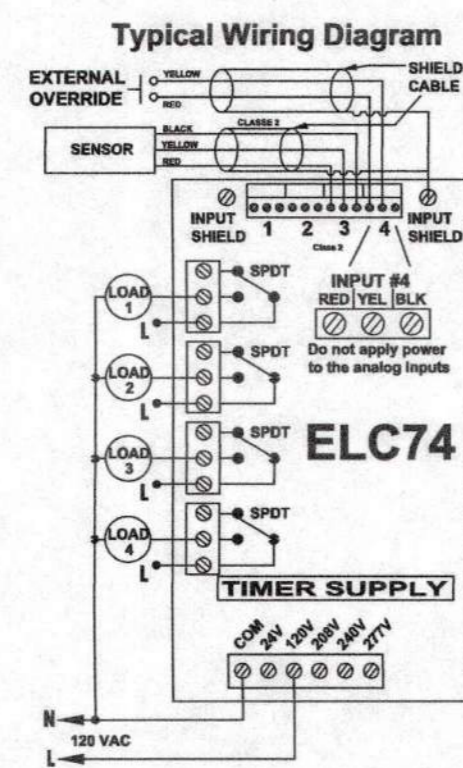 Typical Wiring Diagram
EXTERNAL
OVERRIDE
YELLOW
RED
SHIELD
CABLE
CLASSE 2
SENSOR
BLACK
YELLOW
RED
INPUT
SHIELD
1 2 3 4
Classe 2
INPUT
SHIELD
INPUT #4
RED YEL BLK
Do not apply power
to the analog inputs
LOAD
1
L
SPDT
LOAD
2
L
SPDT
LOAD
3
L
SPDT
LOAD
4
L
SPDT
ELC74
TIMER SUPPLY
COM 24V 120V 208V 240V 277V
N
120 VAC
L